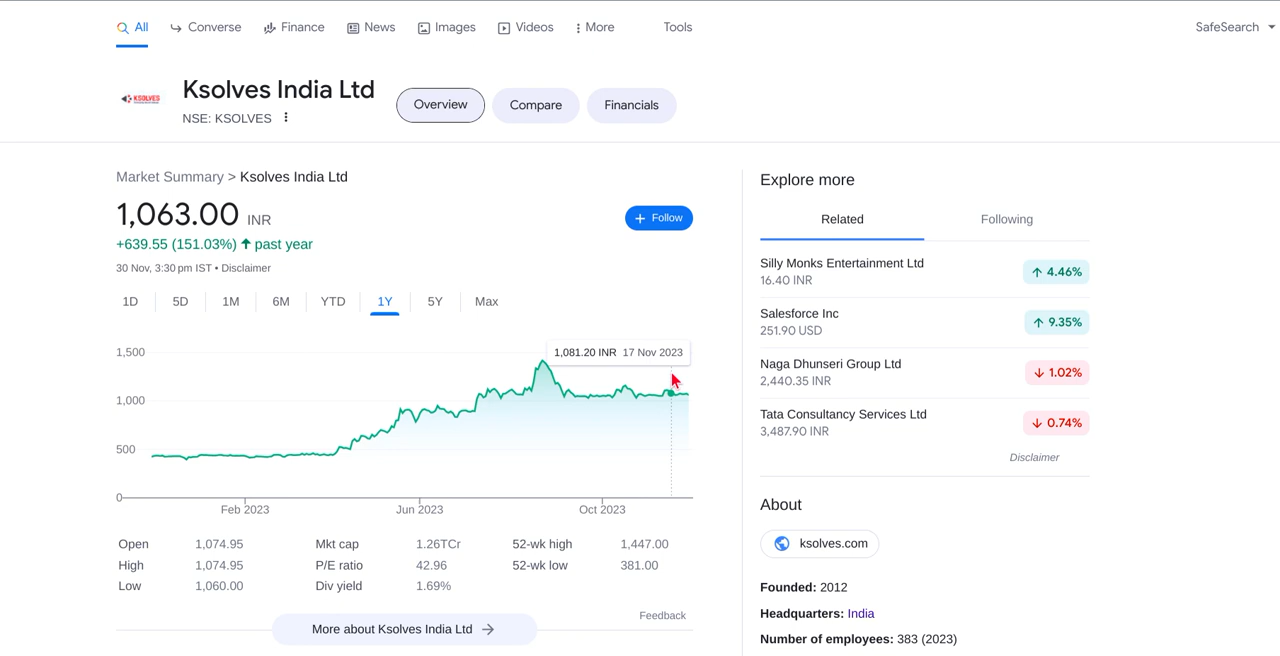 All Converse Finance News Images Videos More Tools SafeSearch
KSOLVES
Ksolves India Ltd
NSE: KSOLVES
Overview Compare Financials
Market Summary > Ksolves India Ltd
1,063.00 INR
+ Follow
+639.55 (151.03%) ↑ past year
30 Nov, 3:30 pm IST • Disclaimer
1D 5D 1M 6M YTD 1Y 5Y Max
1,081.20 INR 17 Nov 2023
1,500
1,000
500
0
Feb 2023 Jun 2023 Oct 2023
Open 1,074.95 Mkt cap 1.26TCr 52-wk high 1,447.00
High 1,074.95 P/E ratio 42.96 52-wk low 381.00
Low 1,060.00 Div yield 1.69%
Feedback
More about Ksolves India Ltd →
Explore more
Related Following
Silly Monks Entertainment Ltd
16.40 INR
↑ 4.46%
Salesforce Inc
251.90 USD
↑ 9.35%
Naga Dhunseri Group Ltd
2,440.35 INR
↓ 1.02%
Tata Consultancy Services Ltd
3,487.90 INR
↓ 0.74%
Disclaimer
About
ksolves.com
Founded: 2012
Headquarters: India
Number of employees: 383 (2023)